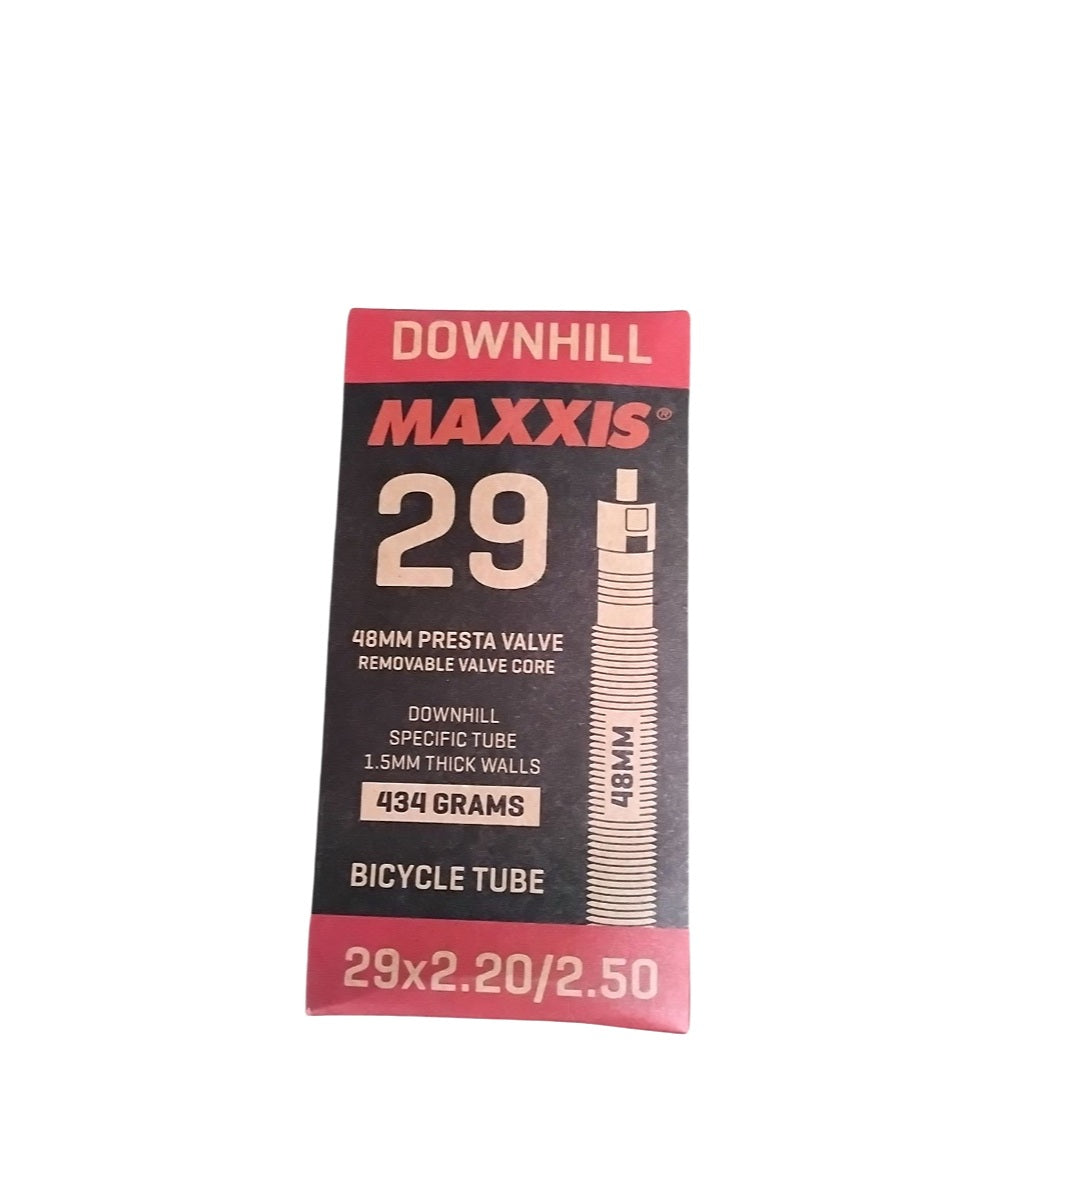 DOWNHILL
MAXXIS®
29
48MM PRESTA VALVE
REMOVABLE VALVE CORE
DOWNHILL
SPECIFIC TUBE
1.5MM THICK WALLS
434 GRAMS
48MM
BICYCLE TUBE
29x2.20/2.50